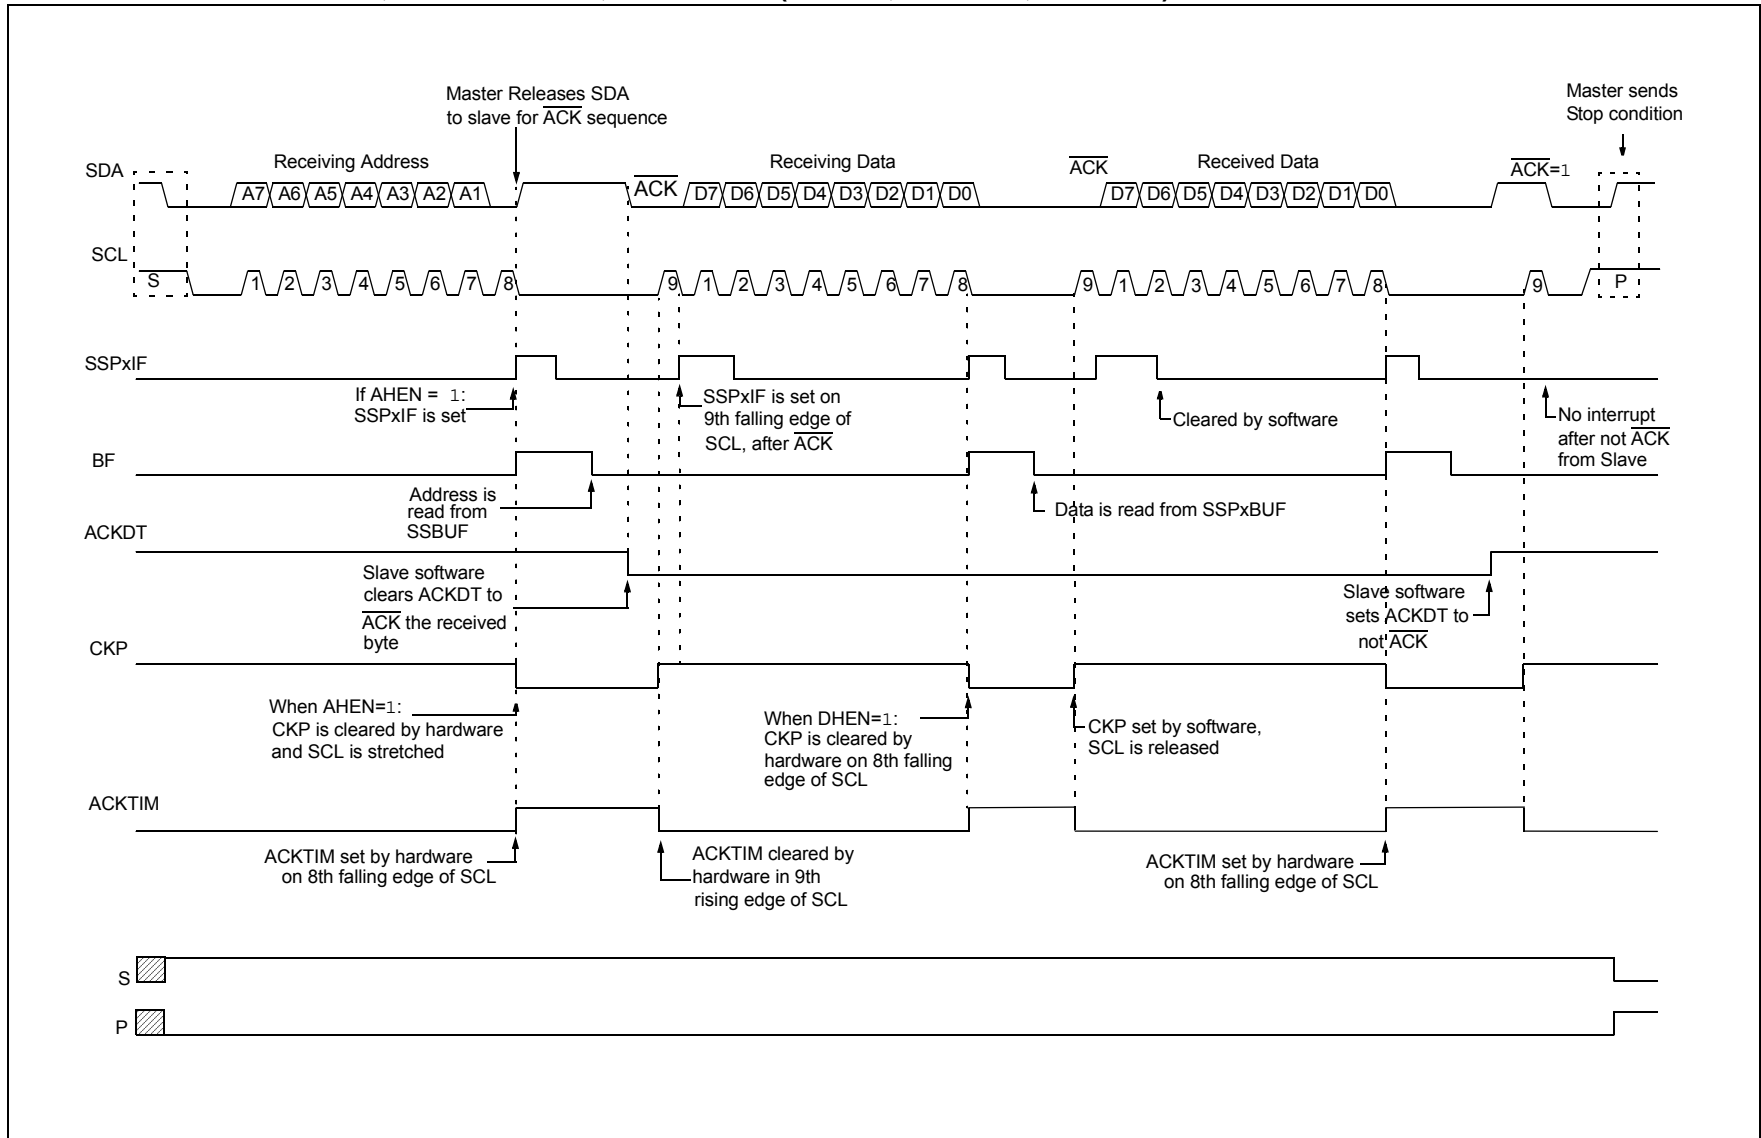 Master Releases SDA
to slave for ACK sequence
Master sends
Stop condition
SDA
Receiving Address
ACK
Receiving Data
ACK
Received Data
ACK=1
A7 A6 A5 A4 A3 A2 A1
D7 D6 D5 D4 D3 D2 D1 D0
D7 D6 D5 D4 D3 D2 D1 D0
SCL
S
1 2 3 4 5 6 7 8
9 1 2 3 4 5 6 7 8
9 1 2 3 4 5 6 7 8
9
P
SSPxIF
If AHEN = 1:
SSPxIF is set
SSPxIF is set on
9th falling edge of
SCL, after ACK
Cleared by software
No interrupt
after not ACK
from Slave
BF
Address is
read from
SSBUF
Data is read from SSPxBUF
ACKDT
Slave software
clears ACKDT to
ACK the received
byte
Slave software
sets ACKDT to
not ACK
CKP
When AHEN=1:
CKP is cleared by hardware
and SCL is stretched
When DHEN=1:
CKP is cleared by
hardware on 8th falling
edge of SCL
CKP set by software,
SCL is released
ACKTIM
ACKTIM set by hardware
on 8th falling edge of SCL
ACKTIM cleared by
hardware in 9th
rising edge of SCL
ACKTIM set by hardware
on 8th falling edge of SCL
S
P